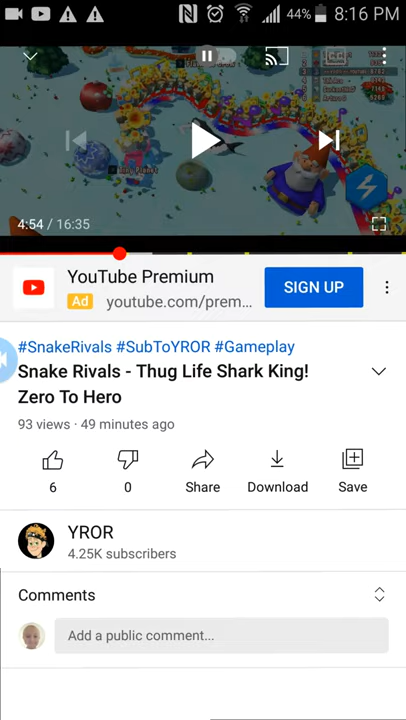 44% 8:16 PM
4:54 / 16:35
YouTube Premium
Ad youtube.com/prem...
SIGN UP
#SnakeRivals #SubToYROR #Gameplay
Snake Rivals - Thug Life Shark King!
Zero To Hero
93 views · 49 minutes ago
6 0 Share Download Save
YROR
4.25K subscribers
Comments
Add a public comment...